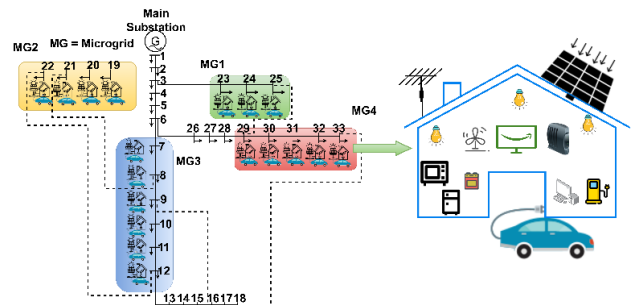 Main
Substation
G
MG2
MG = Microgrid
1
2
3
4
5
6
22 21 20 19
MG1
23 24 25
MG4
26 27 28 29 30 31 32 33
MG3
7
8
9
10
11
12
13 14 15 16 17 18